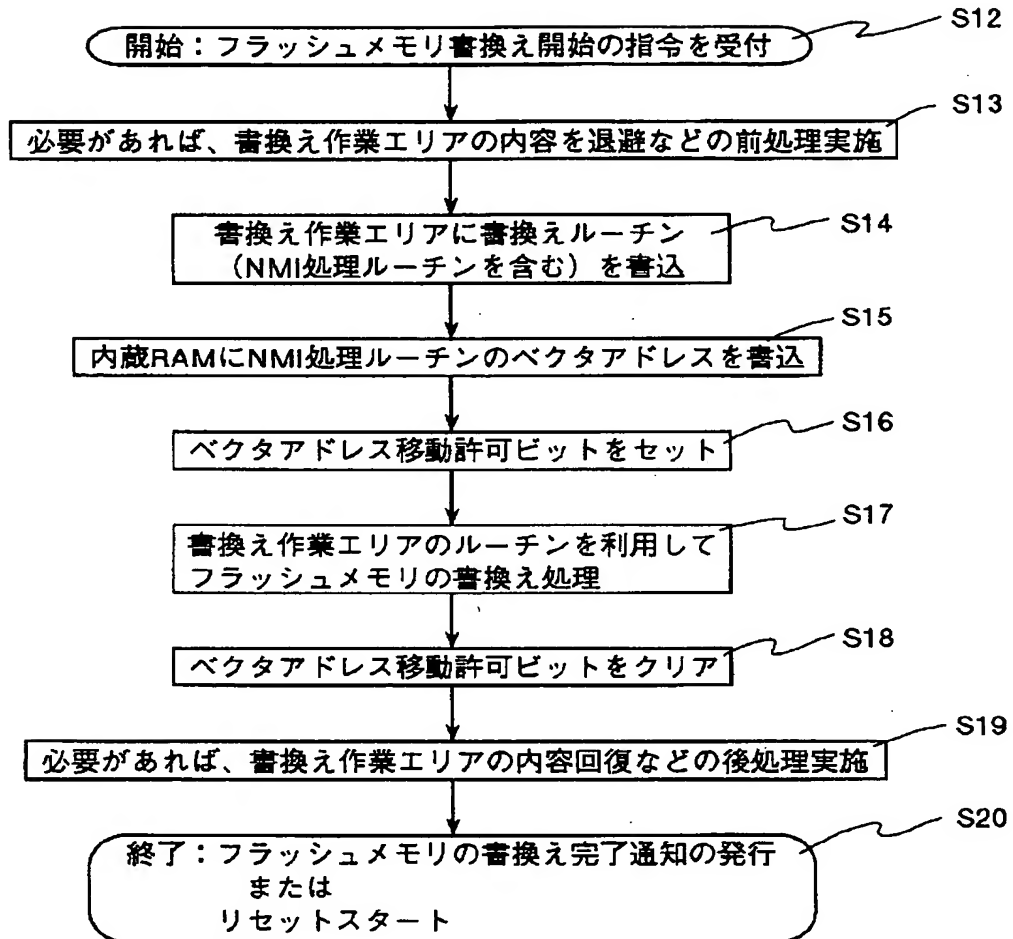 S12
開始：フラッシュメモリ書換え開始の指令を受付
S13
必要があれば、書換え作業エリアの内容を退避などの前処理実施
S14
書換え作業エリアに書換えルーチン
（NMI処理ルーチンを含む）を書込
S15
内蔵RAMにNMI処理ルーチンのベクタアドレスを書込
S16
ベクタアドレス移動許可ビットをセット
S17
書換え作業エリアのルーチンを利用して
フラッシュメモリの書換え処理
S18
ベクタアドレス移動許可ビットをクリア
S19
必要があれば、書換え作業エリアの内容回復などの後処理実施
S20
終了：フラッシュメモリの書換え完了通知の発行
または
リセットスタート